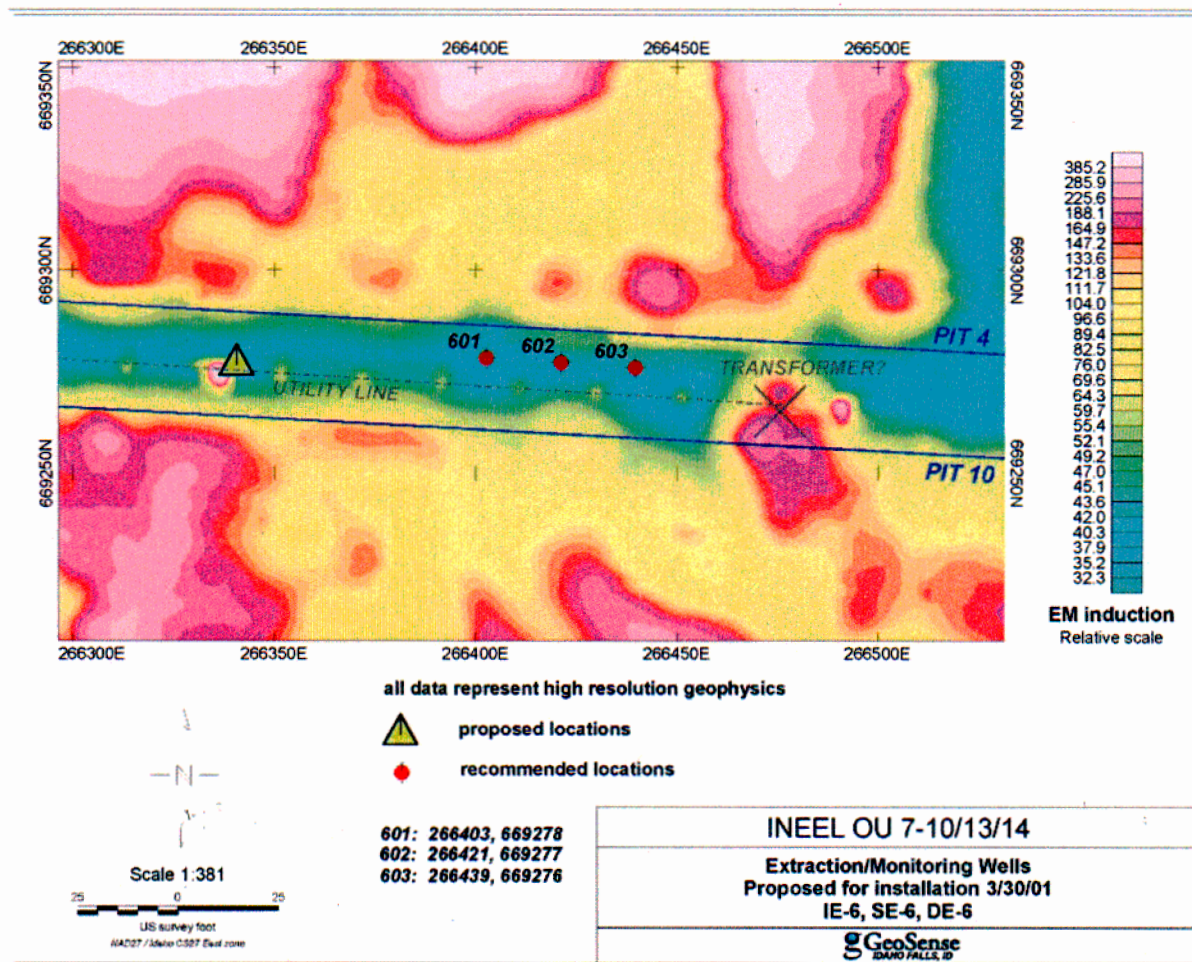 266300E 266350E 266400E 266450E 266500E
669350N
669300N
669250N
669350N
669300N
669250N
601
602
603
PIT 4
TRANSFORMER?
UTILITY LINE
PIT 10
266300E 266350E 266400E 266450E 266500E
385.2
285.9
225.6
188.1
164.9
147.2
133.6
121.8
111.7
104.0
96.6
89.4
82.5
76.0
69.6
64.3
59.7
55.4
52.1
49.2
47.0
45.1
43.6
42.0
40.3
37.9
35.2
32.3
EM induction
Relative scale
all data represent high resolution geophysics
proposed locations
recommended locations
N
601: 266403, 669278
602: 266421, 669277
603: 266439, 669276
Scale 1:381
25 0 25
US survey foot
NAD27 / Idaho CS27 East zone
INEEL OU 7-10/13/14
Extraction/Monitoring Wells
Proposed for installation 3/30/01
IE-6, SE-6, DE-6
GeoSense
IDAHO FALLS, ID